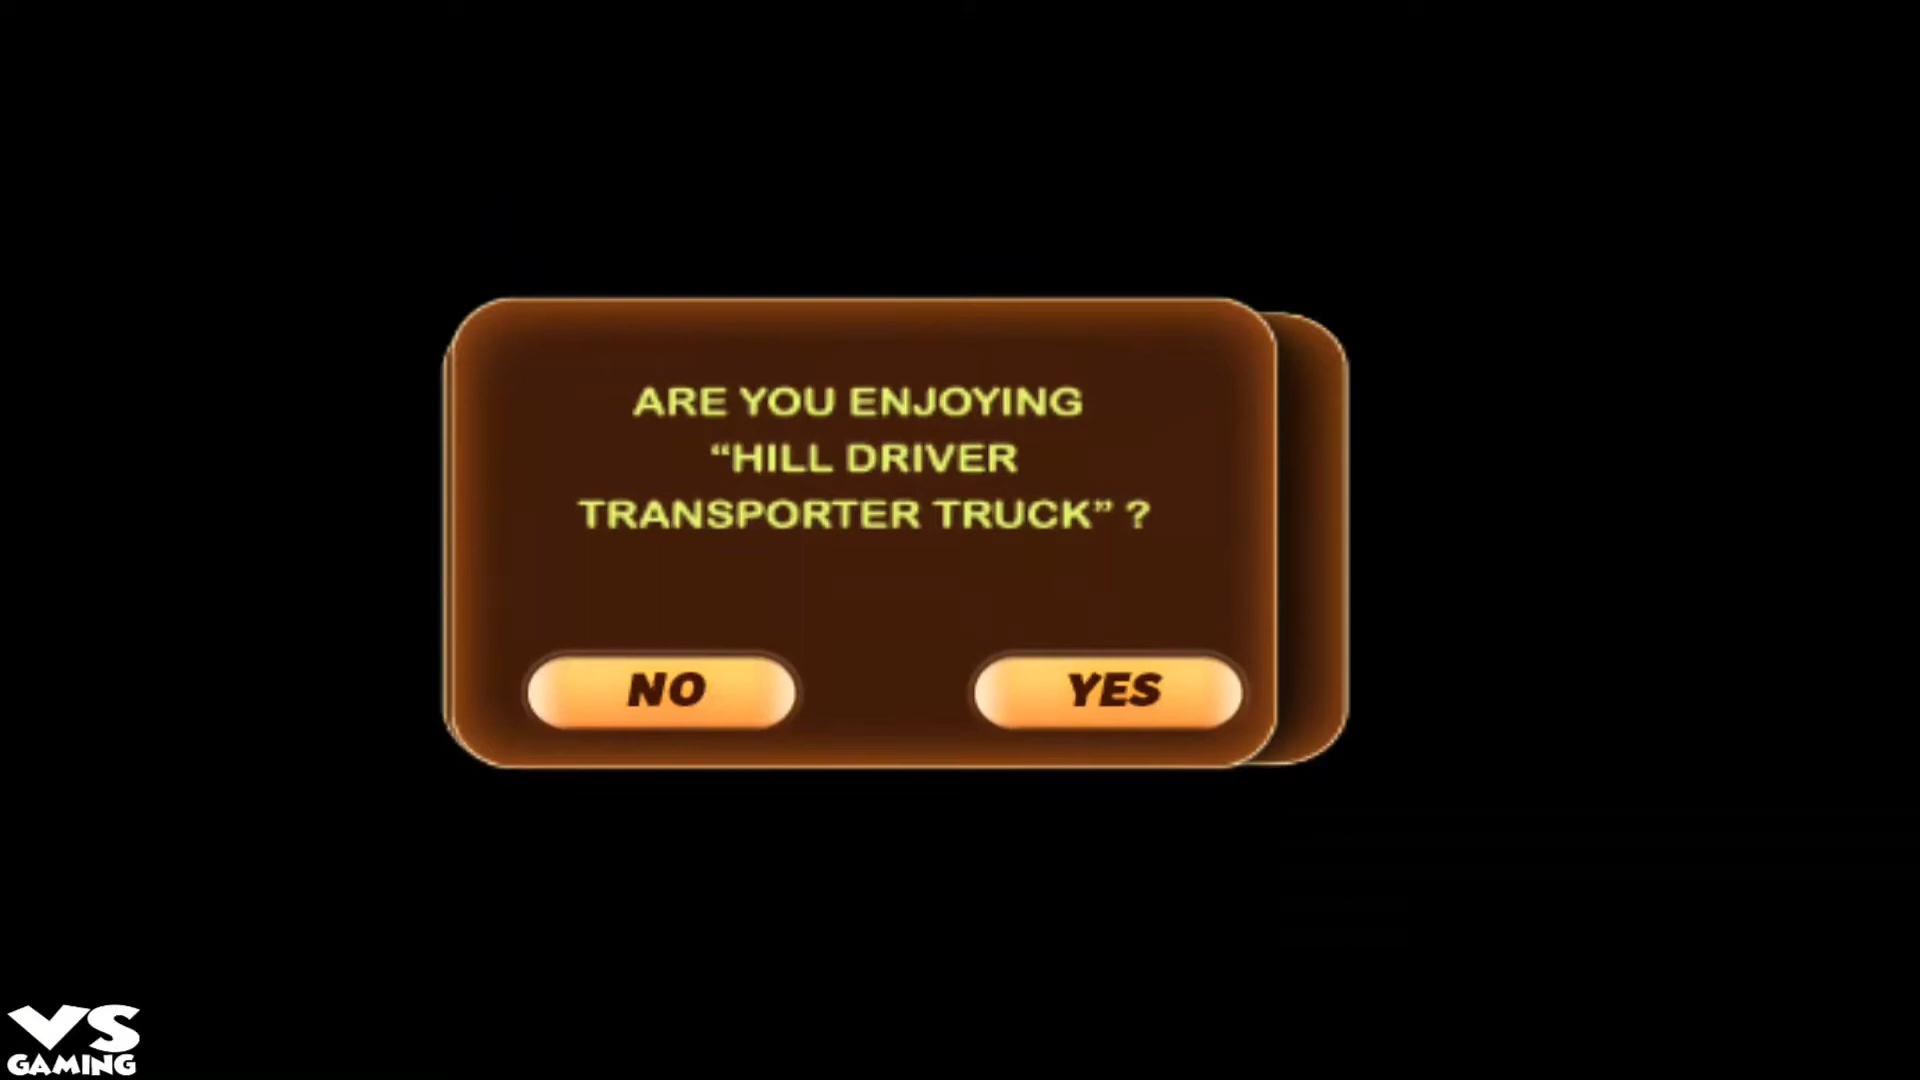 ARE YOU ENJOYING
“HILL DRIVER
TRANSPORTER TRUCK” ?
NO YES
VS
GAMING